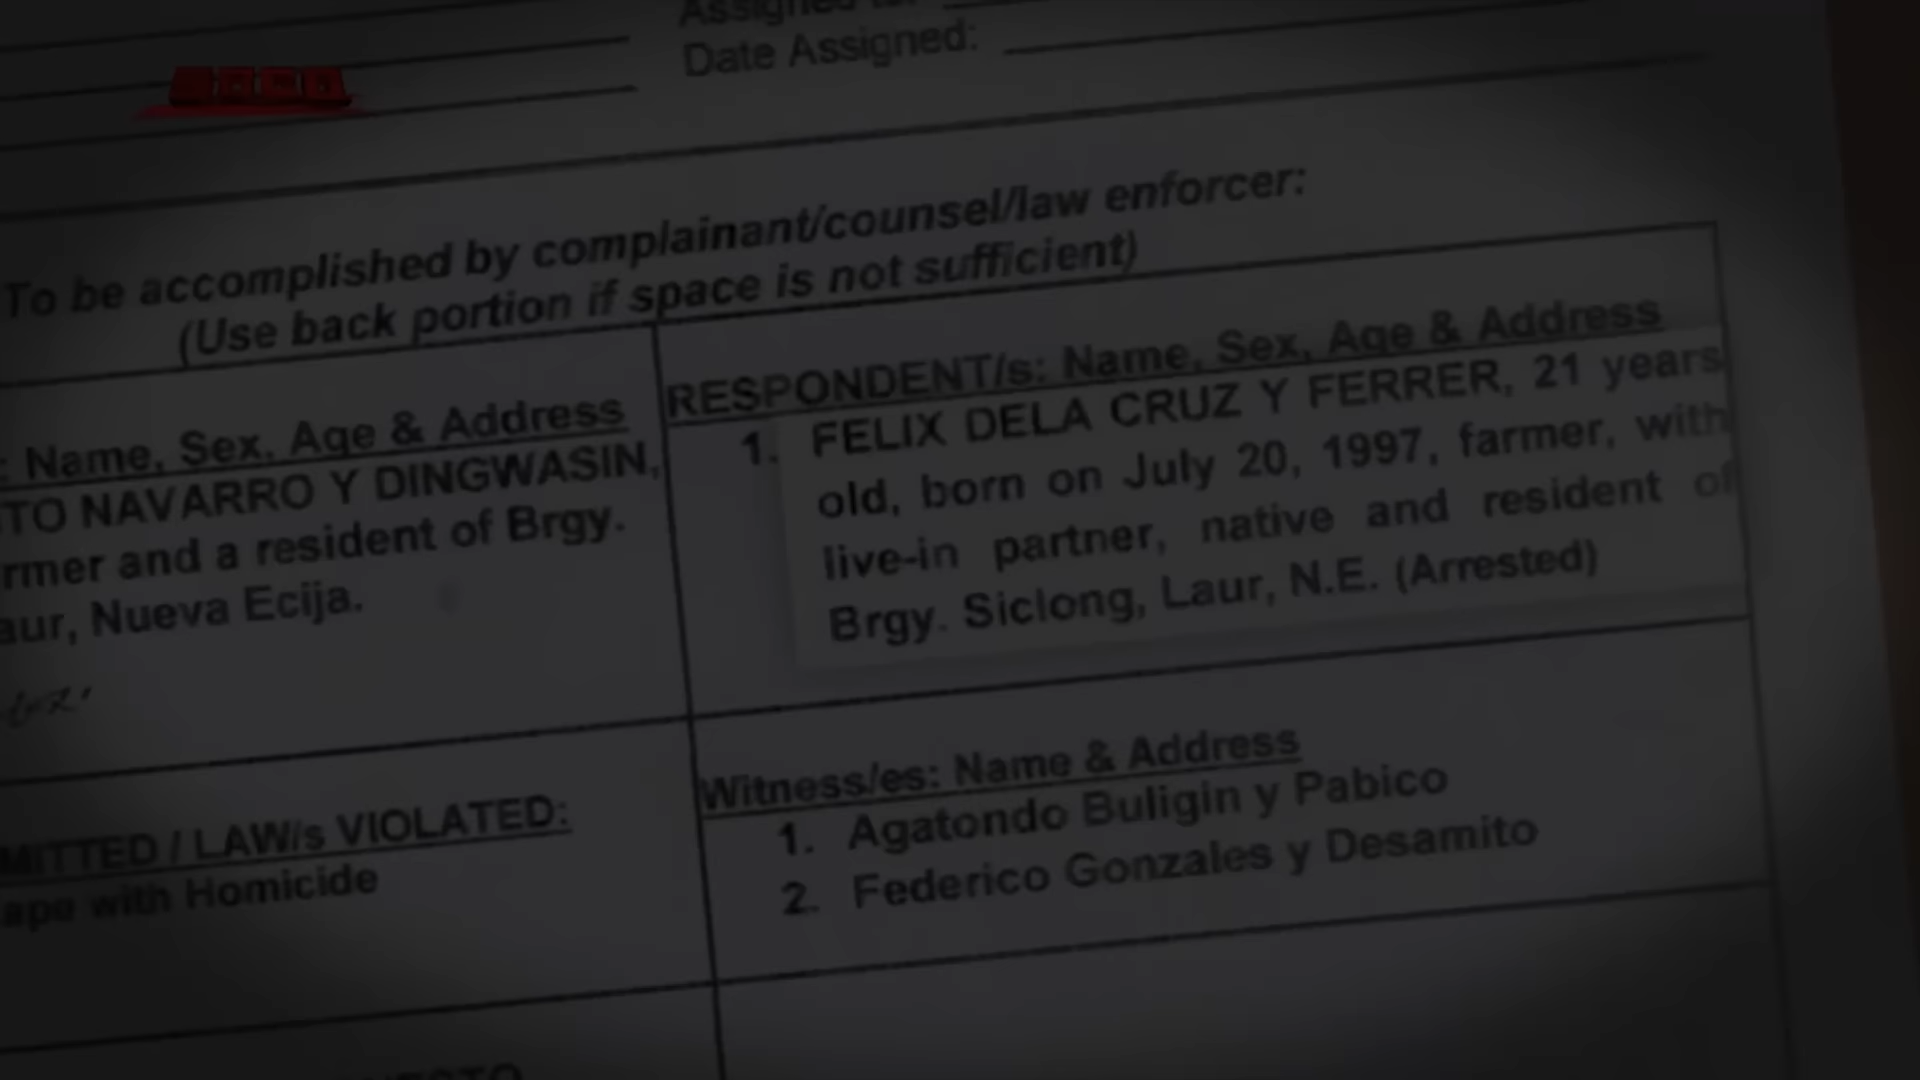 Assigned to:
Date Assigned:
To be accomplished by complainant/counsel/law enforcer:
(Use back portion if space is not sufficient)
: Name, Sex, Age & Address
TO NAVARRO Y DINGWASIN,
rmer and a resident of Brgy.
aur, Nueva Ecija.
RESPONDENT/s: Name, Sex, Age & Address
1. FELIX DELA CRUZ Y FERRER, 21 years
old, born on July 20, 1997, farmer, with
live-in partner, native and resident of
Brgy. Siclong, Laur, N.E. (Arrested)
MITTED / LAW/s VIOLATED:
ape with Homicide
Witness/es: Name & Address
1. Agatondo Buligin y Pabico
2. Federico Gonzales y Desamito